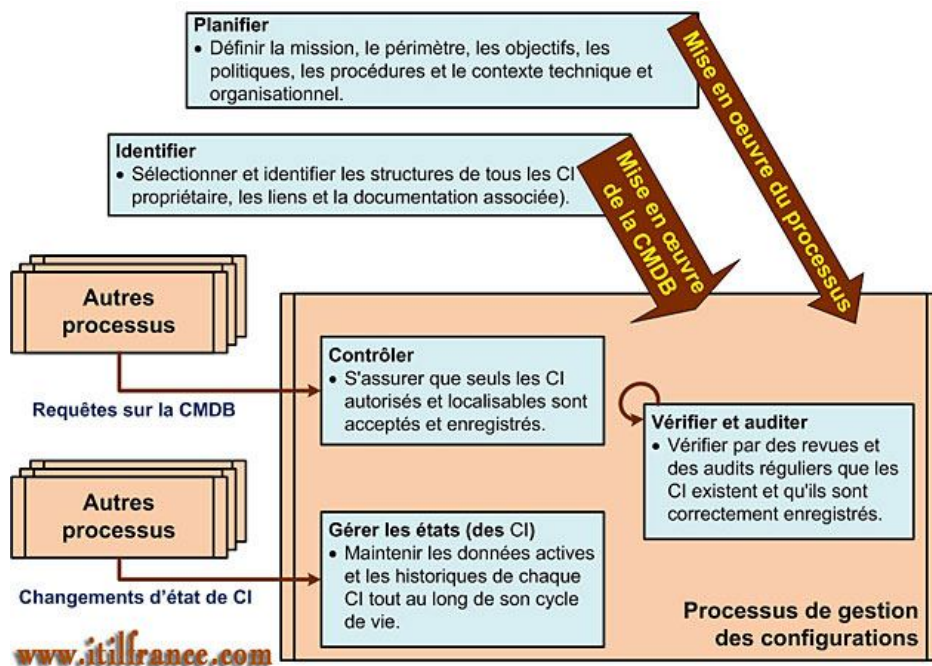 Planifier
• Définir la mission, le périmètre, les objectifs, les
politiques, les procédures et le contexte technique et
organisationnel.
Mise en oeuvre du processus
Identifier
• Sélectionner et identifier les structures de tous les CI
propriétaire, les liens et la documentation associée).
Mise en œuvre
de la CMDB
Autres
processus
Requêtes sur la CMDB
Contrôler
• S'assurer que seuls les CI
autorisés et localisables sont
acceptés et enregistrés.
Vérifier et auditer
• Vérifier par des revues et
des audits réguliers que les
CI existent et qu'ils sont
correctement enregistrés.
Autres
processus
Changements d'état de CI
Gérer les états (des CI)
• Maintenir les données actives
et les historiques de chaque
CI tout au long de son cycle
de vie.
Processus de gestion
des configurations
www.itilfrance.com